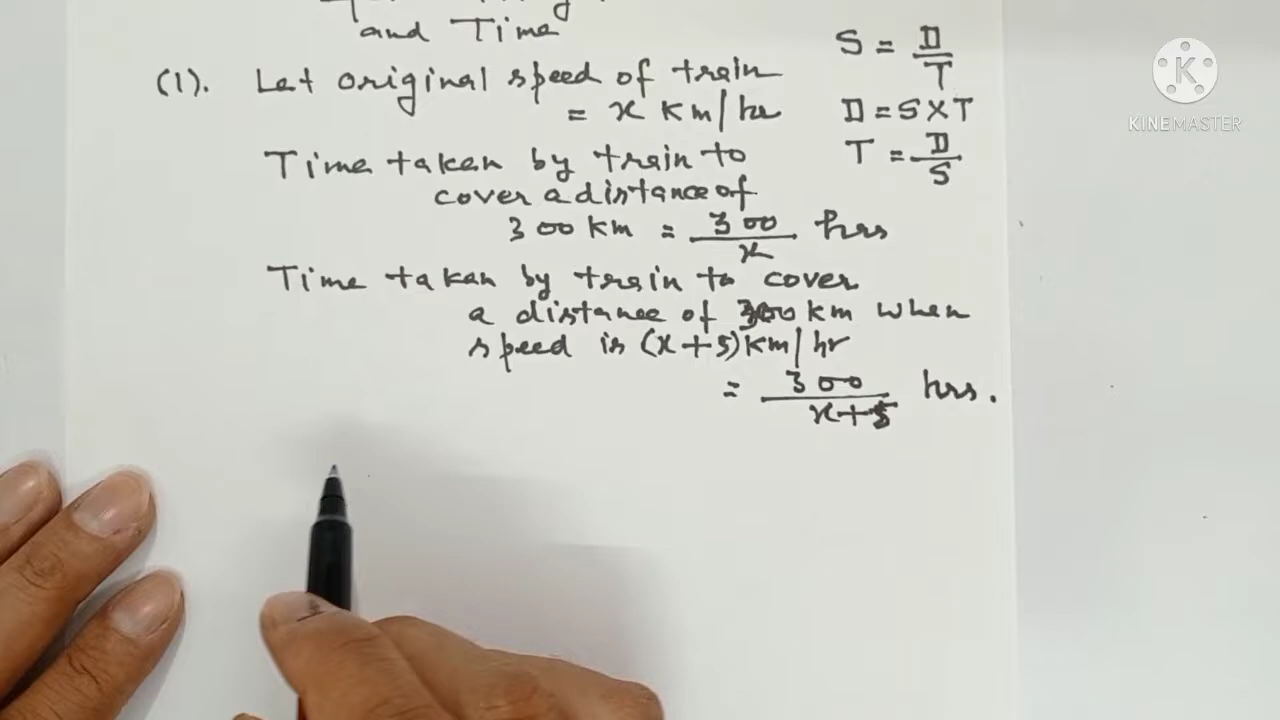 and Time
(1). Let original speed of train
= x km/hr
S = D/T
D = S X T
T = D/S
Time taken by train to
cover a distance of
300 km = 300/x hrs
Time taken by train to cover
a distance of 300 km when
speed is (x+5) km/hr
= 300/x+5 hrs.
K
KINEMASTER